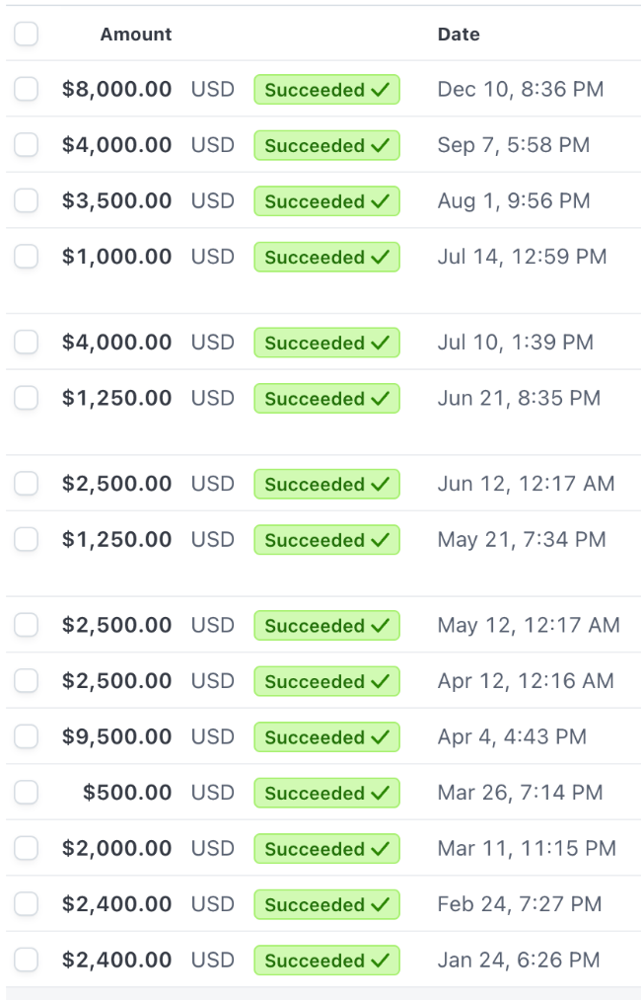 Amount Date
$8,000.00 USD Succeeded ✓ Dec 10, 8:36 PM
$4,000.00 USD Succeeded ✓ Sep 7, 5:58 PM
$3,500.00 USD Succeeded ✓ Aug 1, 9:56 PM
$1,000.00 USD Succeeded ✓ Jul 14, 12:59 PM
$4,000.00 USD Succeeded ✓ Jul 10, 1:39 PM
$1,250.00 USD Succeeded ✓ Jun 21, 8:35 PM
$2,500.00 USD Succeeded ✓ Jun 12, 12:17 AM
$1,250.00 USD Succeeded ✓ May 21, 7:34 PM
$2,500.00 USD Succeeded ✓ May 12, 12:17 AM
$2,500.00 USD Succeeded ✓ Apr 12, 12:16 AM
$9,500.00 USD Succeeded ✓ Apr 4, 4:43 PM
$500.00 USD Succeeded ✓ Mar 26, 7:14 PM
$2,000.00 USD Succeeded ✓ Mar 11, 11:15 PM
$2,400.00 USD Succeeded ✓ Feb 24, 7:27 PM
$2,400.00 USD Succeeded ✓ Jan 24, 6:26 PM